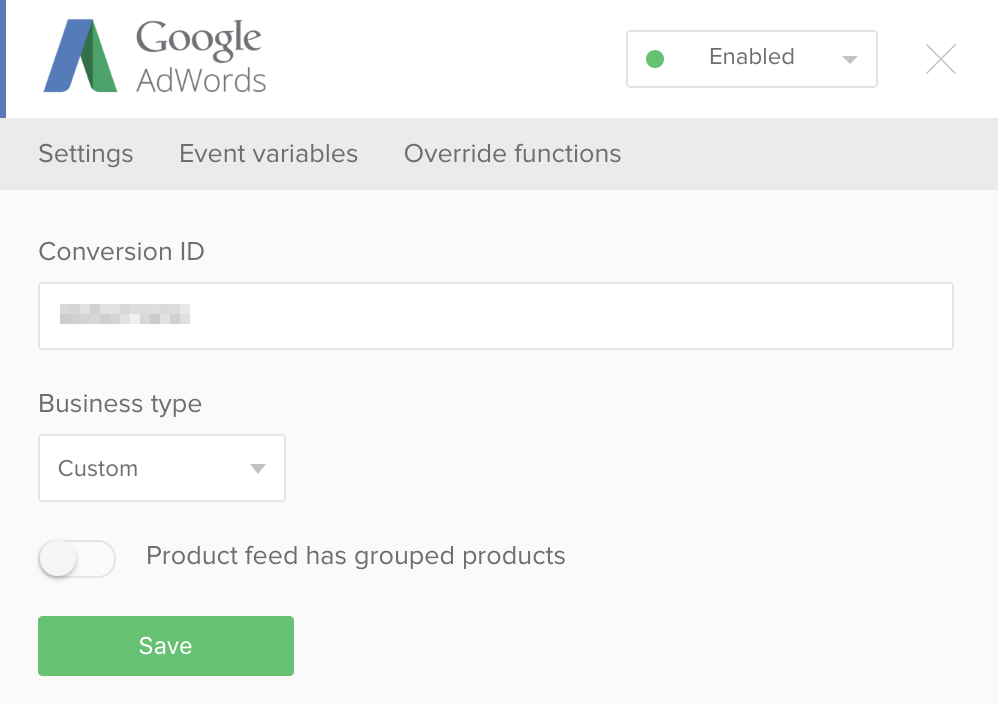 Google
AdWords
Enabled
Settings Event variables Override functions
Conversion ID
Business type
Custom
Product feed has grouped products
Save